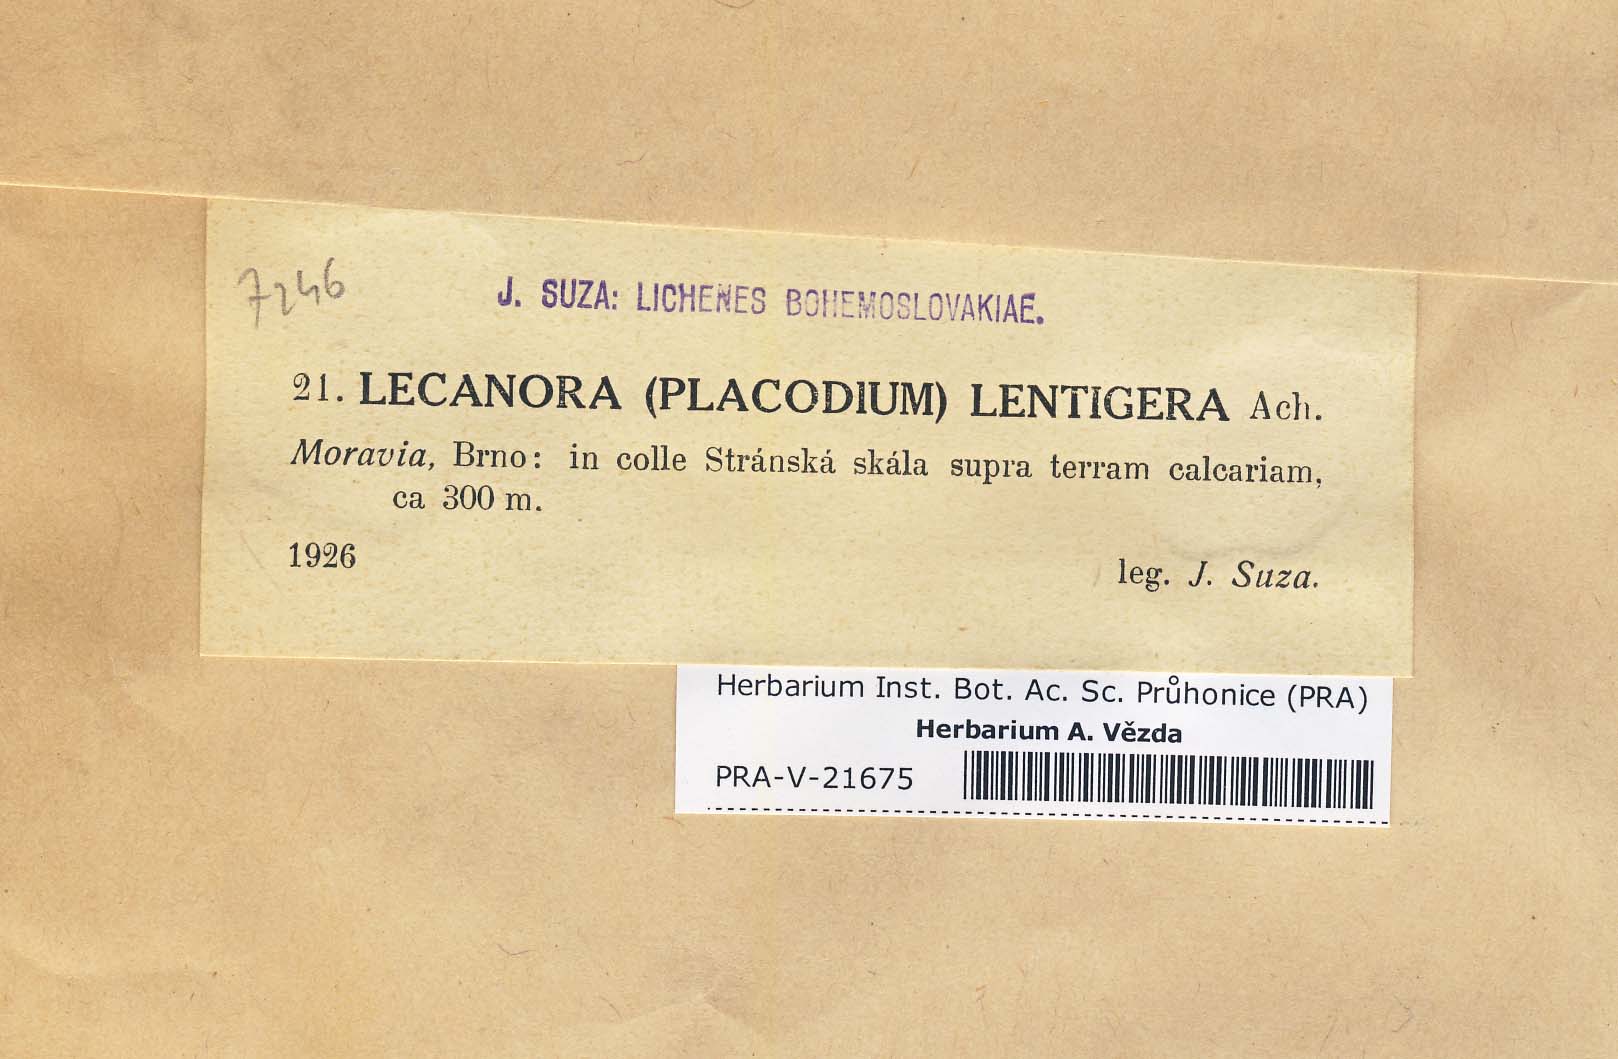 7246
J. SUZA: LICHENES BOHEMOSLOVAKIAE.
21. LECANORA (PLACODIUM) LENTIGERA Ach.
Moravia, Brno: in colle Stránská skála supra terram calcariam,
ca 300 m.
1926
leg. J. Suza.
Herbarium Inst. Bot. Ac. Sc. Průhonice (PRA)
Herbarium A. Vězda
PRA-V-21675